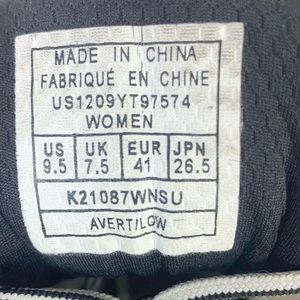 MADE IN CHINA
FABRIQUÉ EN CHINE
US1209YT97574
WOMEN
US UK EUR JPN
9.5 7.5 41 26.5
K21087WNSU
AVERTILOW